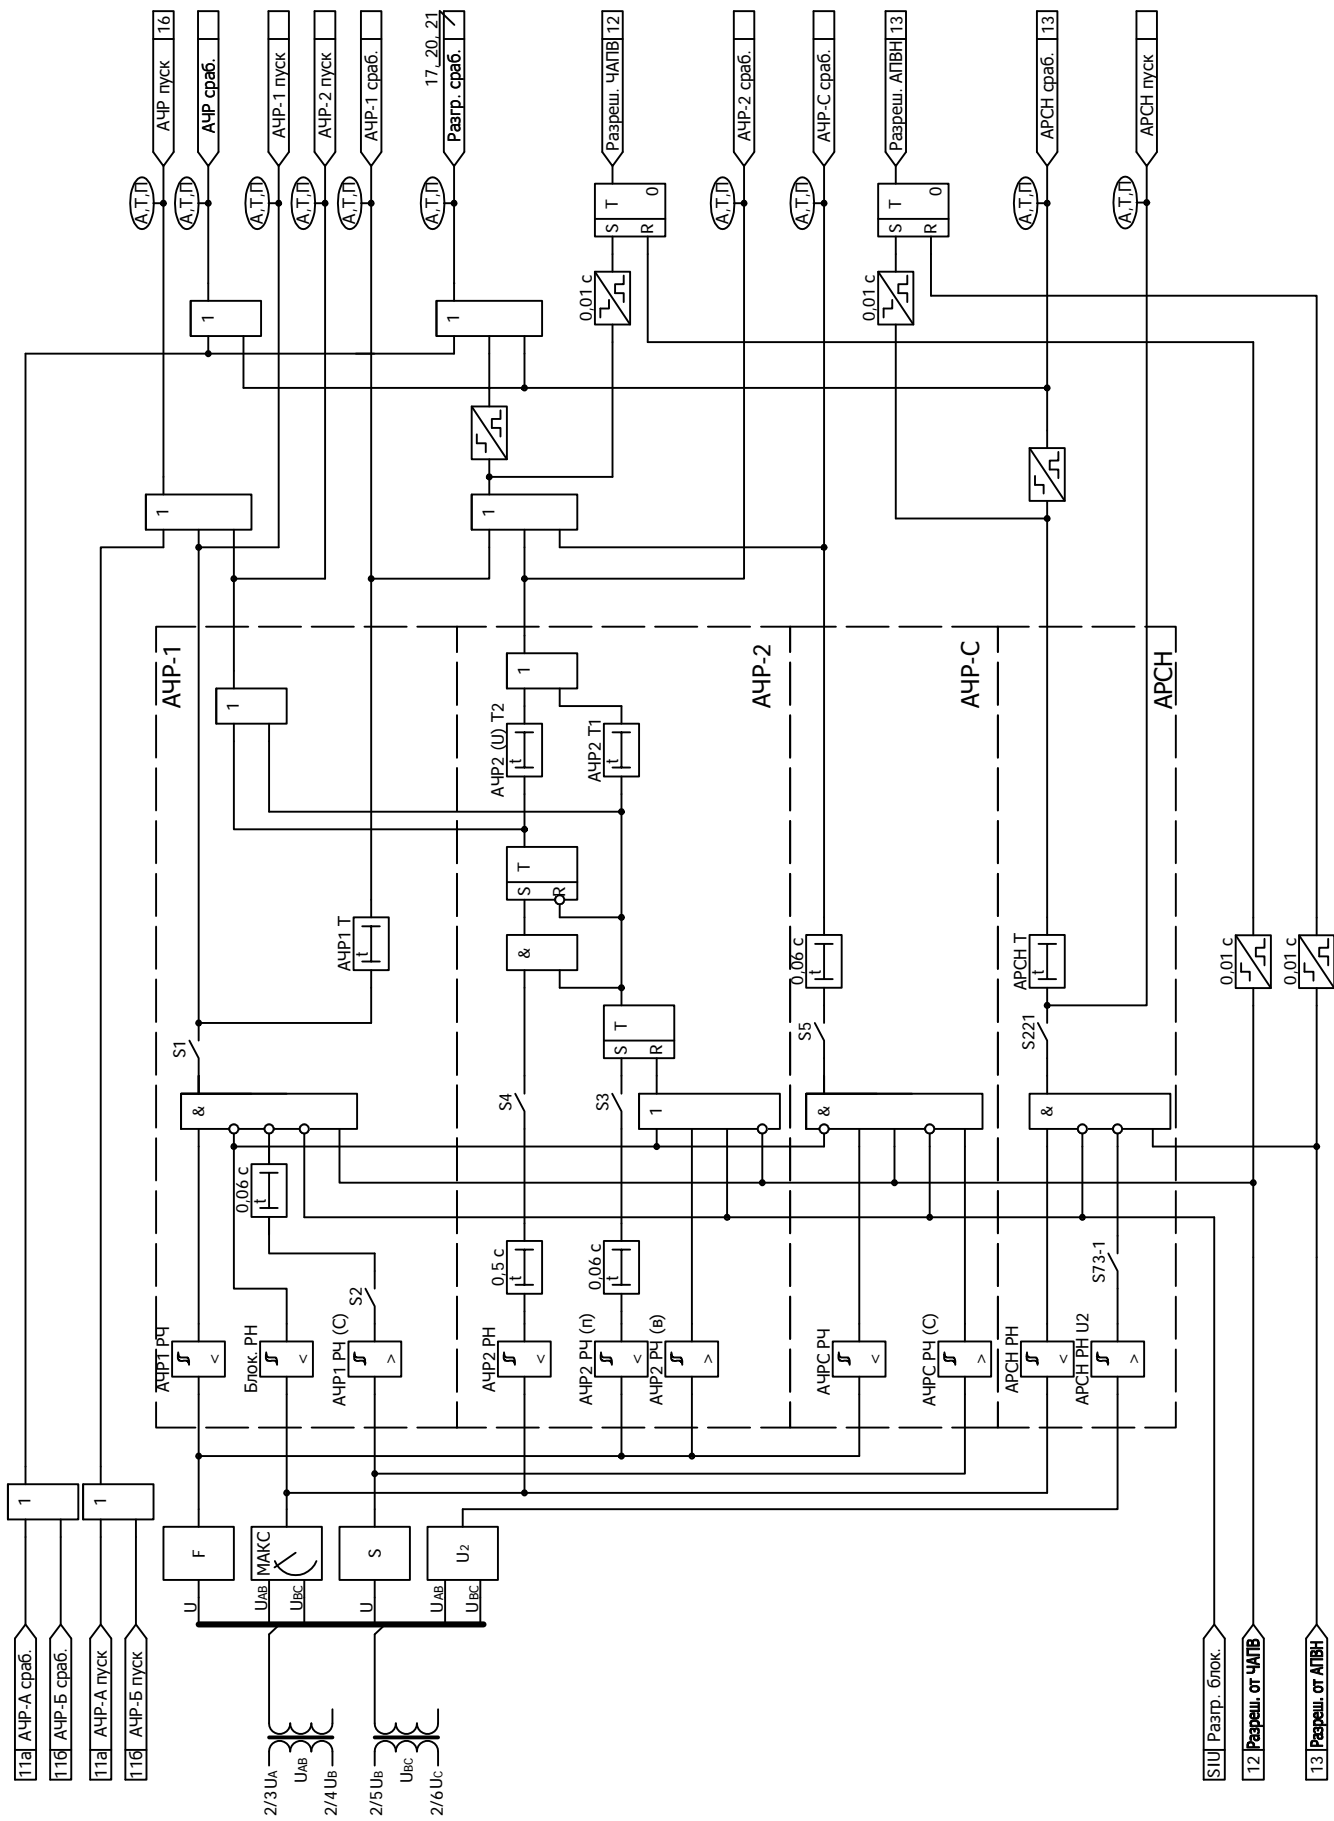 11а АЧР-А сраб.
11б АЧР-Б сраб.
11а АЧР-А пуск
11б АЧР-Б пуск
2/3 UA
UAB
2/4 UB
2/5 UB
UBC
2/6 UC
SIU Разгр. блок.
12 Разреш. от ЧАПВ
13 Разреш. от АПВН
1
1
U
F
UAB
UBC
МАКС
U
S
UAB
UBC
U2
АЧР1 РЧ
<
Блок. РН
<
АЧР1 РЧ (С)
>
АЧР2 РН
<
АЧР2 РЧ (п)
<
АЧР2 РЧ (в)
>
АЧРС РЧ
<
АЧРС РЧ (С)
>
АРСН РН
<
АРСН РН U2
>
S2
0,06 с
t
0,5 с
t
0,06 с
t
S73-1
&
S1
S4
S3
1
&
S5
&
S221
АЧР1 Т
t
&
S T
R
S T
R
0,06 с
t
АРСН Т
t
0,01 с
0,01 с
АЧР2 (U) Т2
t
АЧР2 Т1
t
1
1
АЧР-1
АЧР-2
АЧР-С
АРСН
1
1
1
1
0,01 с
S T
R 0
0,01 с
S T
R 0
А,Т,П
АЧР пуск 16
А,Т,П
АЧР сраб.
А,Т,П
АЧР-1 пуск
А,Т,П
АЧР-2 пуск
А,Т,П
АЧР-1 сраб.
А,Т,П
Разгр. сраб.
17, 20, 21
Разреш. ЧАПВ 12
А,Т,П
АЧР-2 сраб.
А,Т,П
АЧР-С сраб.
Разреш. АПВН 13
А,Т,П
АРСН сраб. 13
А,Т,П
АРСН пуск